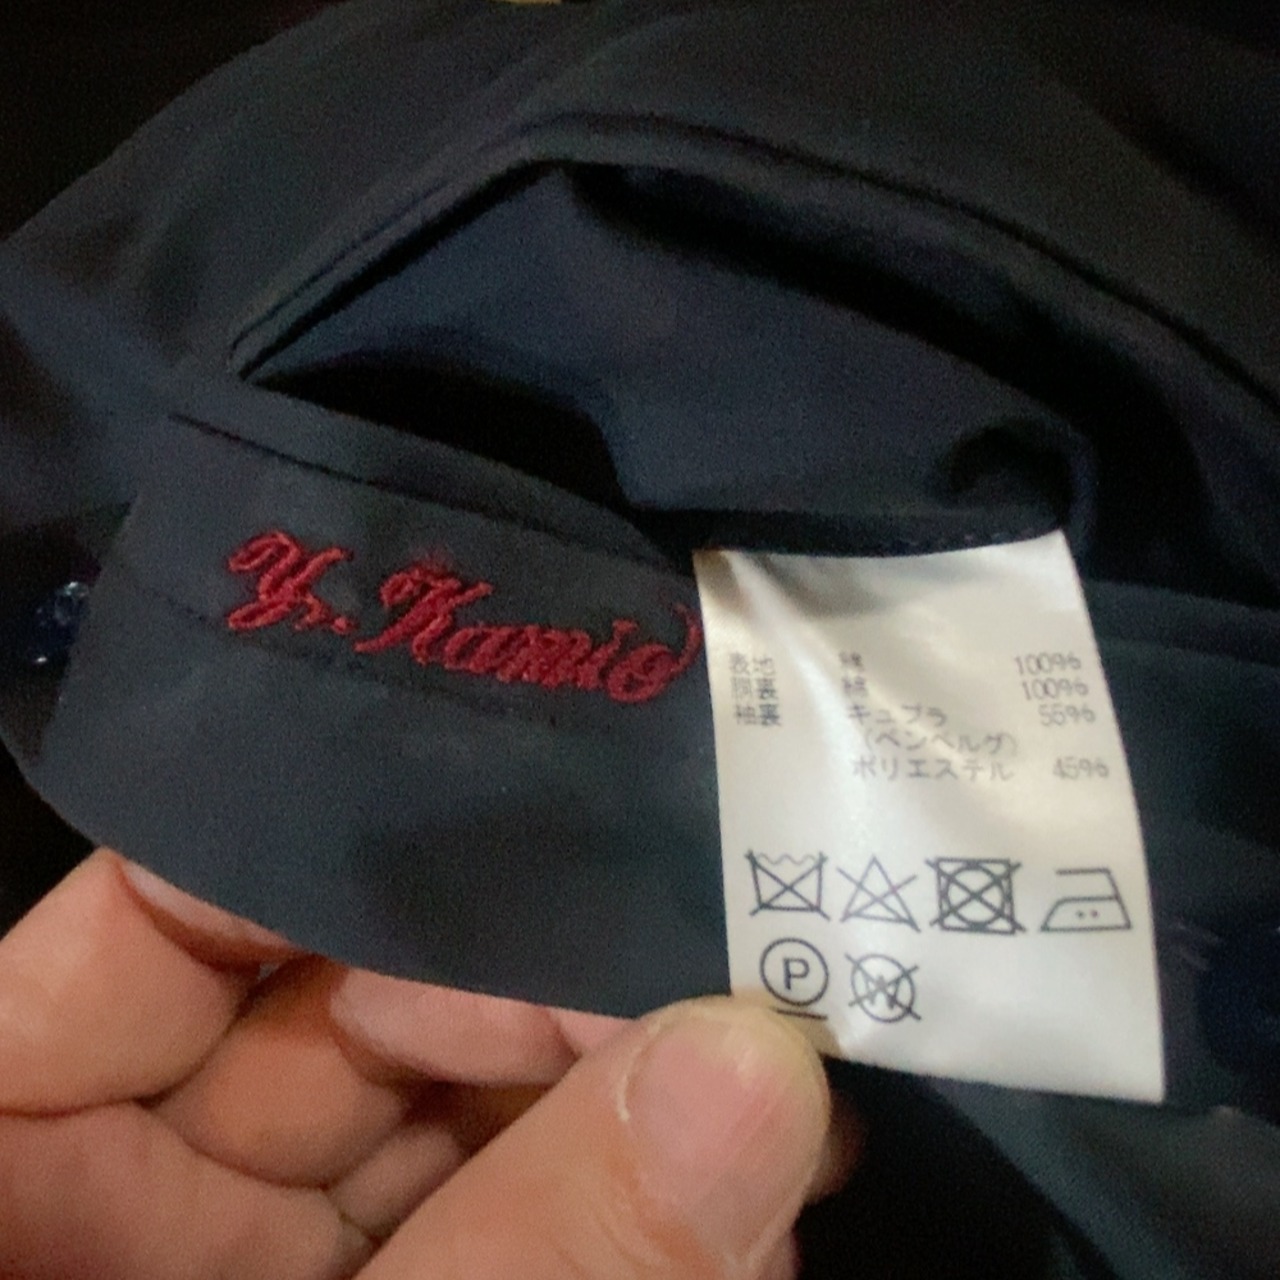 Y. Kamio
表地 綿 100%
胴裏 綿 100%
袖裏 キュプラ 55%
(ベンベルグ)
ポリエステル 45%
P W